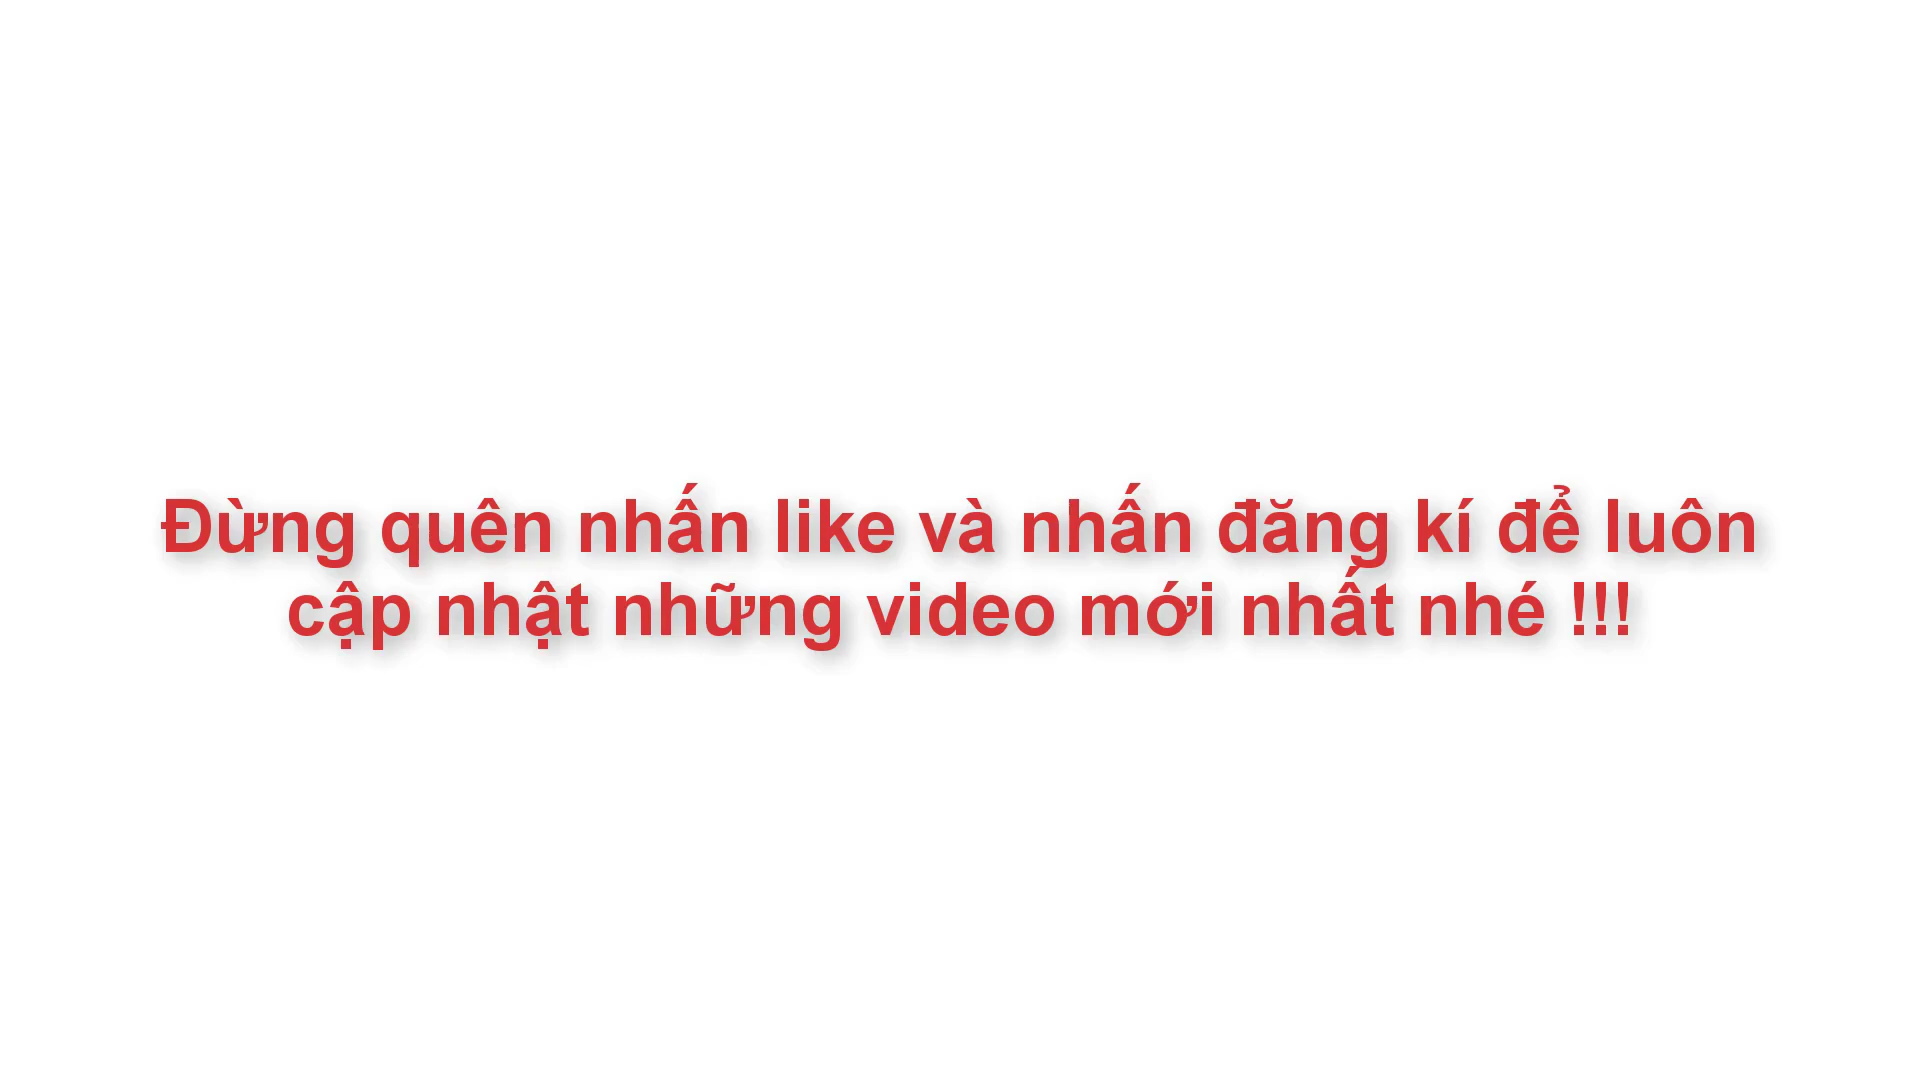 Đừng quên nhấn like và nhấn đăng kí để luôn
cập nhật những video mới nhất nhé !!!